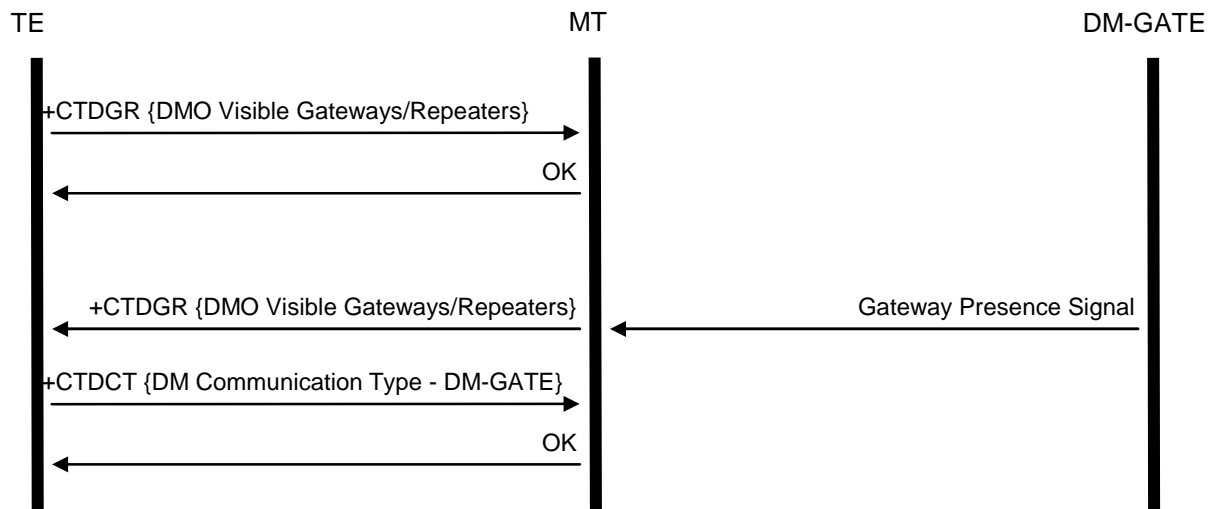 TE
MT
DM-GATE
+CTDGR {DMO Visible Gateways/Repeaters}
OK
+CTDGR {DMO Visible Gateways/Repeaters}
Gateway Presence Signal
+CTDCT {DM Communication Type - DM-GATE}
OK